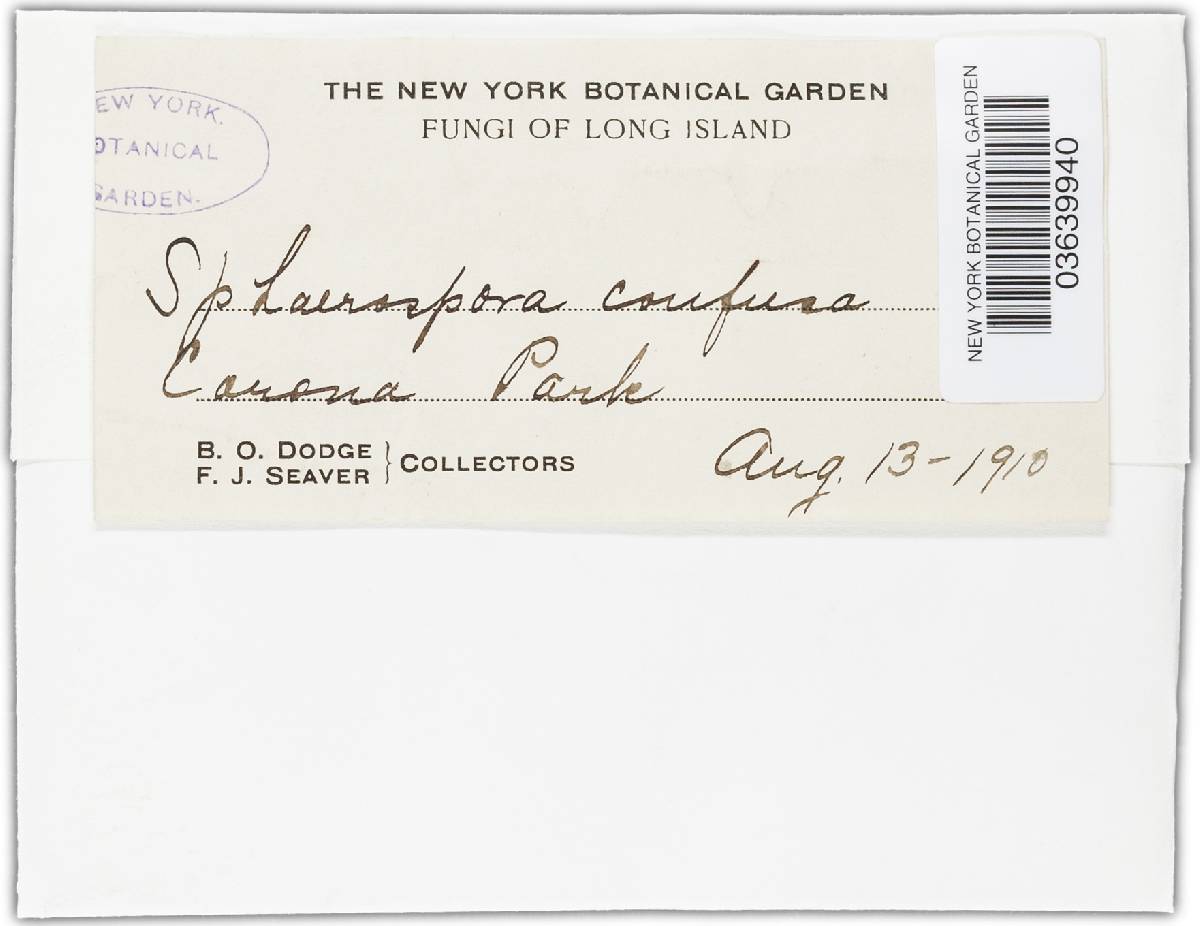 THE NEW YORK BOTANICAL GARDEN
FUNGI OF LONG ISLAND
EW YORK.
OTANICAL
GARDEN.
Sphaerospora confusa
Corona Park
B. O. DODGE
F. J. SEAVER
COLLECTORS
Aug. 13-1910
NEW YORK BOTANICAL GARDEN
03639940